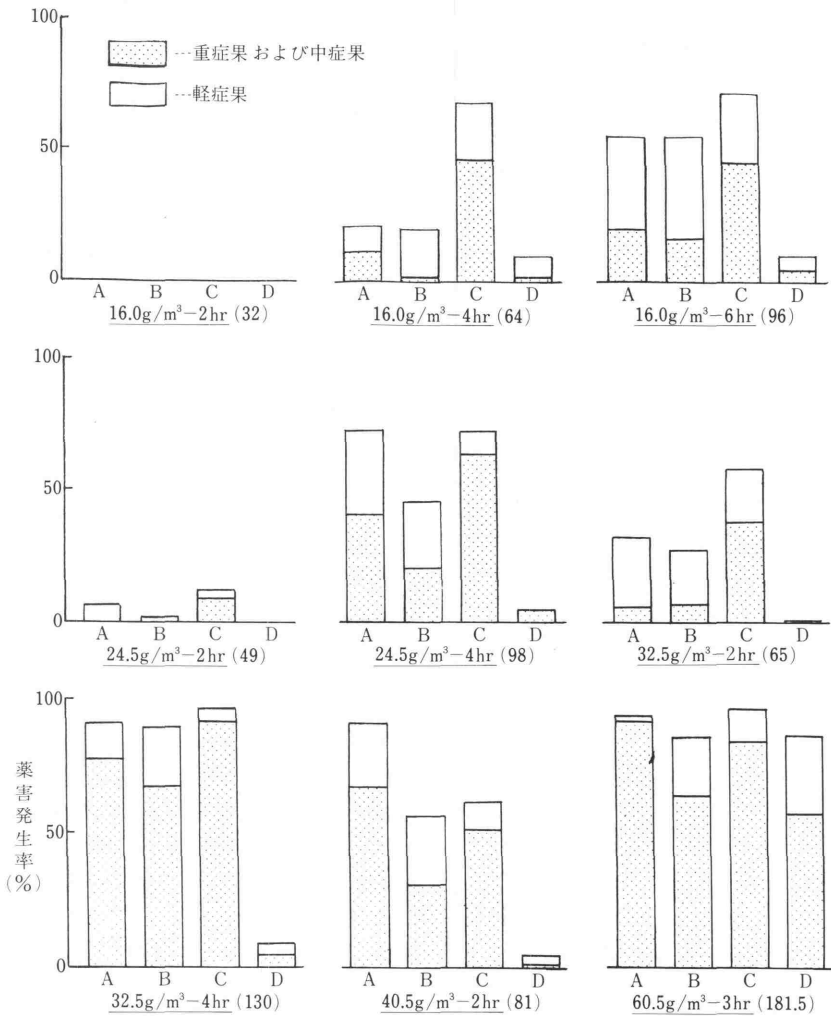 100
50
0
---重症果 および中症果
---軽症果
A B C D
16.0g/m³−2hr (32)
A B C D
16.0g/m³−4hr (64)
A B C D
16.0g/m³−6hr (96)
100
50
0
A B C D
24.5g/m³−2hr (49)
A B C D
24.5g/m³−4hr (98)
A B C D
32.5g/m³−2hr (65)
薬害発生率(%)
100
50
0
A B C D
32.5g/m³−4hr (130)
A B C D
40.5g/m³−2hr (81)
A B C D
60.5g/m³−3hr (181.5)